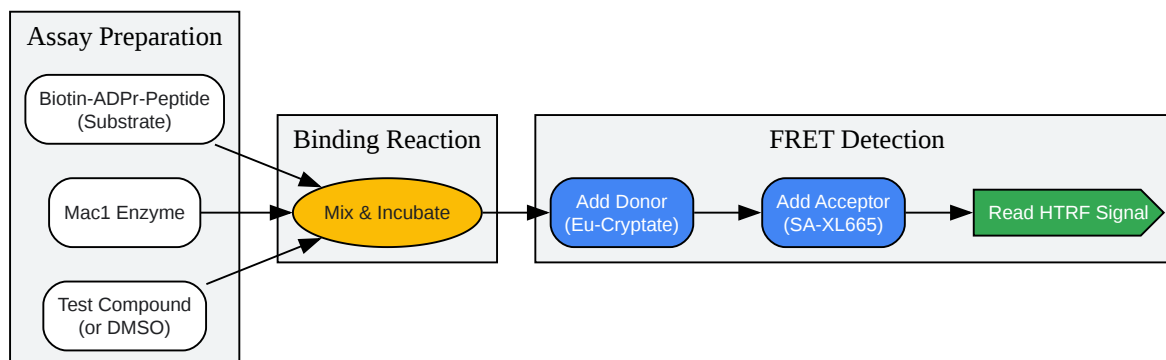 Assay Preparation
Biotin-ADPr-Peptide
(Substrate)
Mac1 Enzyme
Test Compound
(or DMSO)
Binding Reaction
Mix & Incubate
FRET Detection
Add Donor
(Eu-Cryptate)
Add Acceptor
(SA-XL665)
Read HTRF Signal